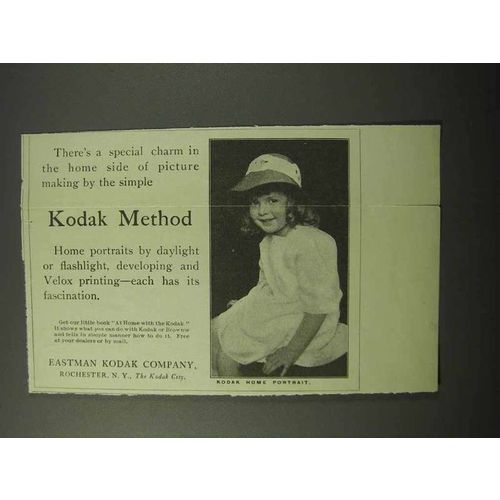 There's a special charm in
the home side of picture
making by the simple
Kodak Method
Home portraits by daylight
or flashlight, developing and
Velox printing—each has its
fascination.
Get our little book "At Home with the Kodak."
It shows what you can do with Kodak or Brownie
and tells in simple manner how to do it. Free
at your dealers or by mail.
EASTMAN KODAK COMPANY,
ROCHESTER, N. Y., The Kodak City.
KODAK HOME PORTRAIT.